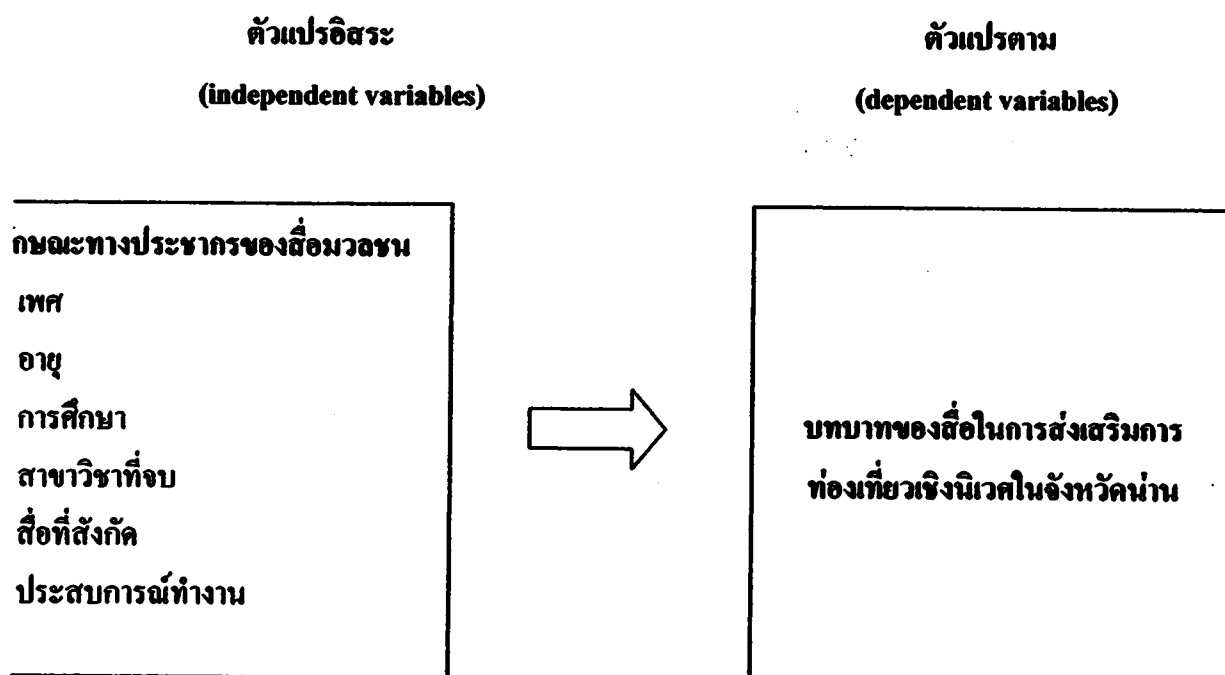 ตัวแปรอิสระ
(independent variables)
ตัวแปรตาม
(dependent variables)
กษณะทางประชากรของสื่อมวลชน
เพศ
อายุ
การศึกษา
สาขาวิชาที่จบ
สื่อที่สังกัด
ประสบการณ์ทำงาน
บทบาทของสื่อในการส่งเสริมการ
ท่องเที่ยวเชิงนิเวศในจังหวัดน่าน